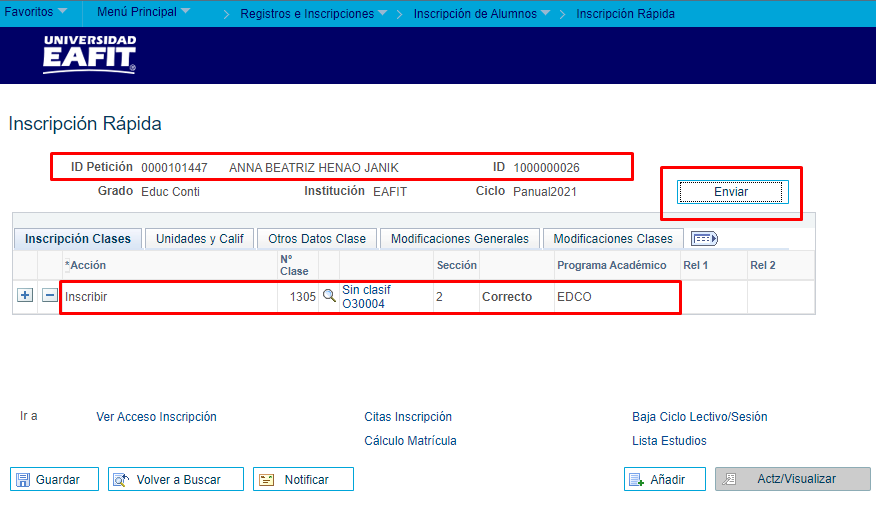 Favoritos Menú Principal Registros e Inscripciones Inscripción de Alumnos Inscripción Rápida
UNIVERSIDAD
EAFIT®
Inscripción Rápida
ID Petición 0000101447 ANNA BEATRIZ HENAO JANIK ID 1000000026
Grado Educ Conti Institución EAFIT Ciclo Panual2021 Enviar
Inscripción Clases Unidades y Calif Otros Datos Clase Modificaciones Generales Modificaciones Clases
*Acción Nº Clase Sección Programa Académico Rel 1 Rel 2
Inscribir 1305 Sin clasif O30004 2 Correcto EDCO
Ir a Ver Acceso Inscripción Citas Inscripción Baja Ciclo Lectivo/Sesión
Cálculo Matrícula Lista Estudios
Guardar Volver a Buscar Notificar Añadir Actz/Visualizar